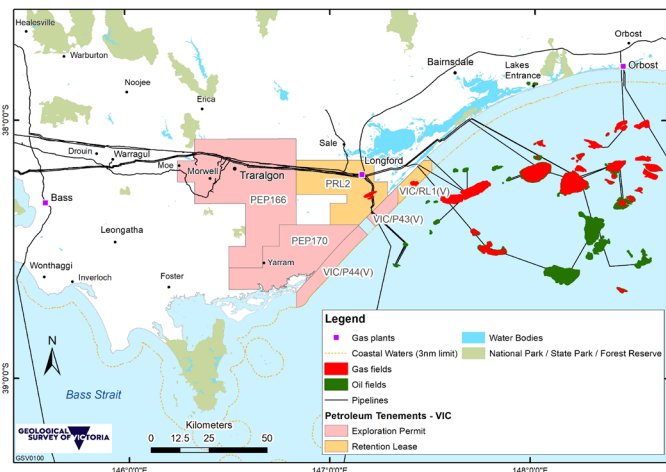 Healesville
Orbost
Warburton
Bairnsdale
Lakes
Entrance
Orbost
Noojee
Erica
38°0'0"S
Sale
Drouin
Warragul
Moe
Longford
Morwell
Traralgon
PRL2
VIC/RL1(V)
Bass
PEP166
VIC/P43(V)
Leongatha
PEP170
Wonthaggi
Inverloch
Foster
Yarram
VIC/P44(V)
Legend
Gas plants
Water Bodies
Coastal Waters (3nm limit)
National Park / State Park / Forest Reserve
Gas fields
Oil fields
Pipelines
Petroleum Tenements - VIC
Exploration Permit
Retention Lease
N
39°0'0"S
Bass Strait
Kilometers
0 12.5 25 50
GEOLOGICAL
SURVEY OF VICTORIA
GSV0100
146°0'0"E
147°0'0"E
148°0'0"E